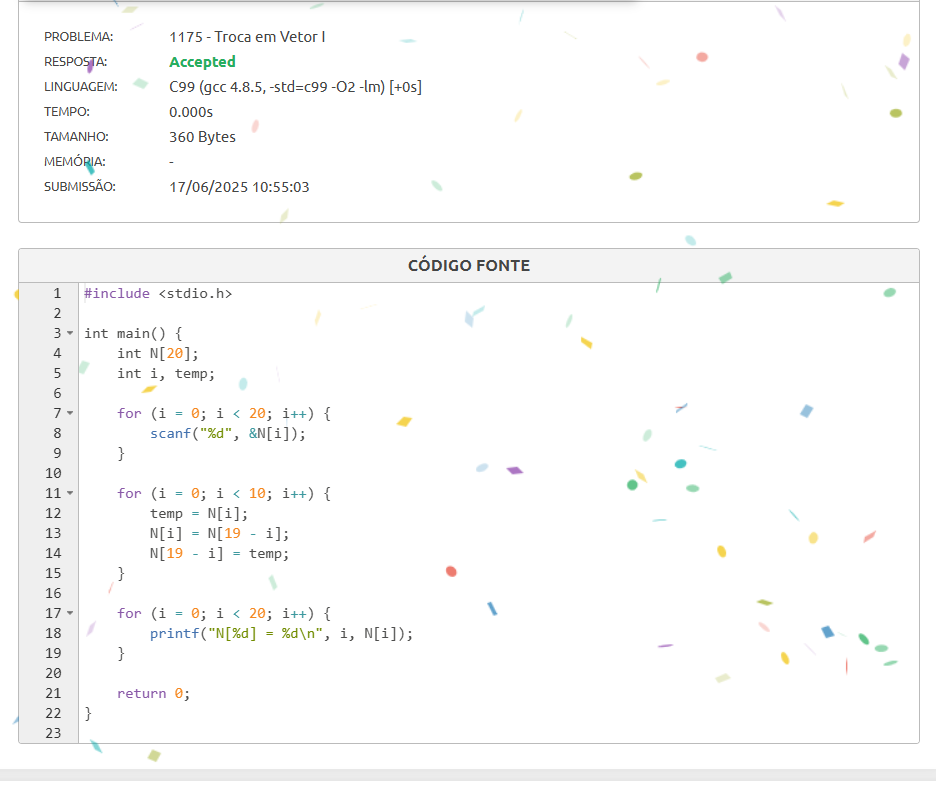 PROBLEMA: 1175 - Troca em Vetor I
RESPOSTA: Accepted
LINGUAGEM: C99 (gcc 4.8.5, -std=c99 -O2 -lm) [+0s]
TEMPO: 0.000s
TAMANHO: 360 Bytes
MEMÓRIA: -
SUBMISSÃO: 17/06/2025 10:55:03
CÓDIGO FONTE
1 #include <stdio.h>
2
3 int main() {
4     int N[20];
5     int i, temp;
6
7     for (i = 0; i < 20; i++) {
8         scanf("%d", &N[i]);
9     }
10
11     for (i = 0; i < 10; i++) {
12         temp = N[i];
13         N[i] = N[19 - i];
14         N[19 - i] = temp;
15     }
16
17     for (i = 0; i < 20; i++) {
18         printf("N[%d] = %d\n", i, N[i]);
19     }
20
21     return 0;
22 }
23